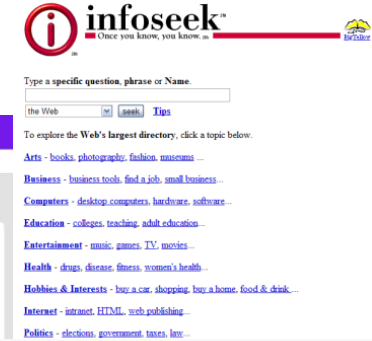 infoseek™
Once you know, you know. SM
BigYellow
Type a specific question, phrase or Name.
the Web seek Tips
To explore the Web's largest directory, click a topic below.
Arts - books, photography, fashion, museums ...
Business - business tools, find a job, small business...
Computers - desktop computers, hardware, software...
Education - colleges, teaching, adult education...
Entertainment - music, games, TV, movies...
Health - drugs, disease, fitness, women's health...
Hobbies & Interests - buy a car, shopping, buy a home, food & drink ...
Internet - intranet, HTML, web publishing...
Politics - elections, government, taxes, law...